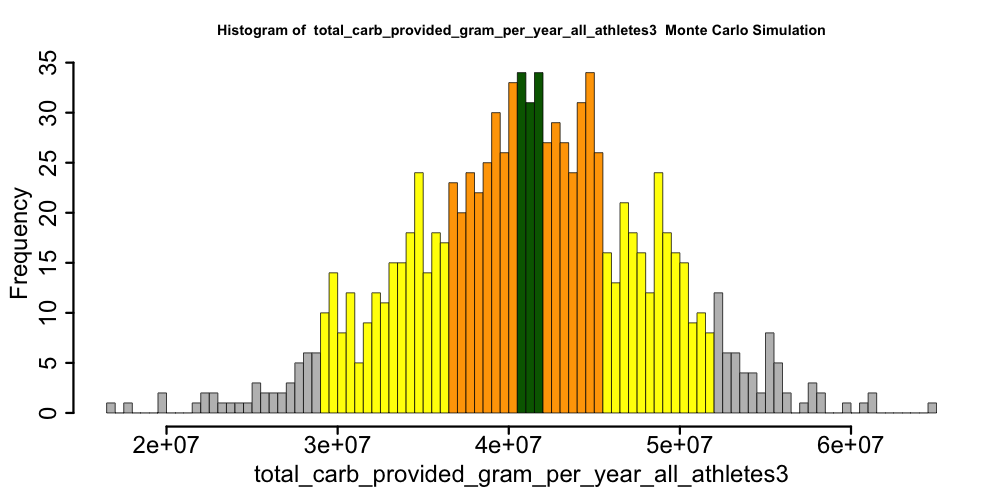 Histogram of  total_carb_provided_gram_per_year_all_athletes3  Monte Carlo Simulation
Frequency
35
30
25
20
15
10
5
0
2e+07 3e+07 4e+07 5e+07 6e+07
total_carb_provided_gram_per_year_all_athletes3